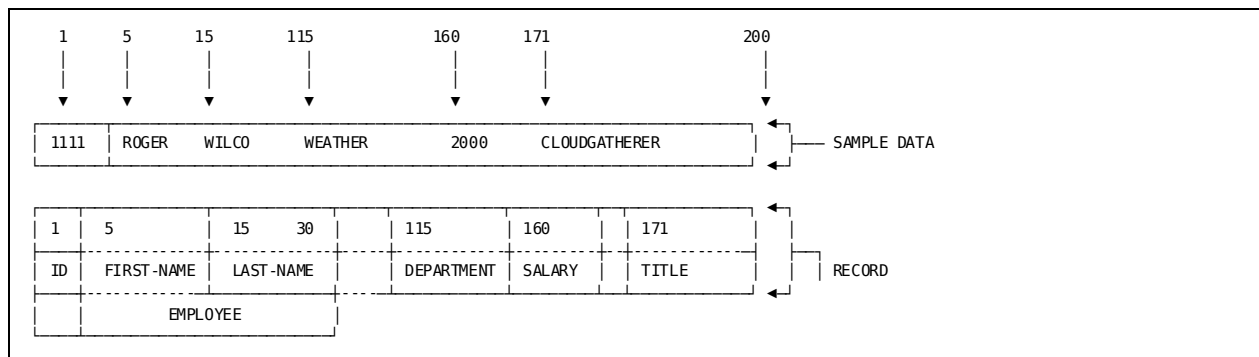 1 5 15 115 160 171 200
1111 ROGER WILCO WEATHER 2000 CLOUDGATHERER SAMPLE DATA
1 5 15 30 115 160 171
ID FIRST-NAME LAST-NAME DEPARTMENT SALARY TITLE RECORD
EMPLOYEE